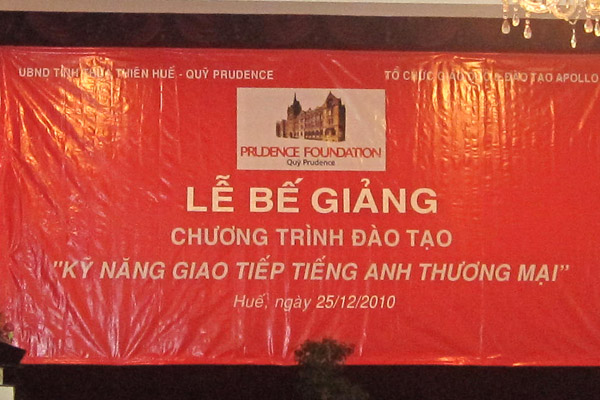 UBND TỈNH THỪA THIÊN HUẾ - QUỸ PRUDENCE
TỔ CHỨC GIÁO DỤC & ĐÀO TẠO APOLLO
PRUDENCE FOUNDATION
Quỹ Prudence
LỄ BẾ GIẢNG
CHƯƠNG TRÌNH ĐÀO TẠO
"KỸ NĂNG GIAO TIẾP TIẾNG ANH THƯƠNG MẠI"
Huế, ngày 25/12/2010